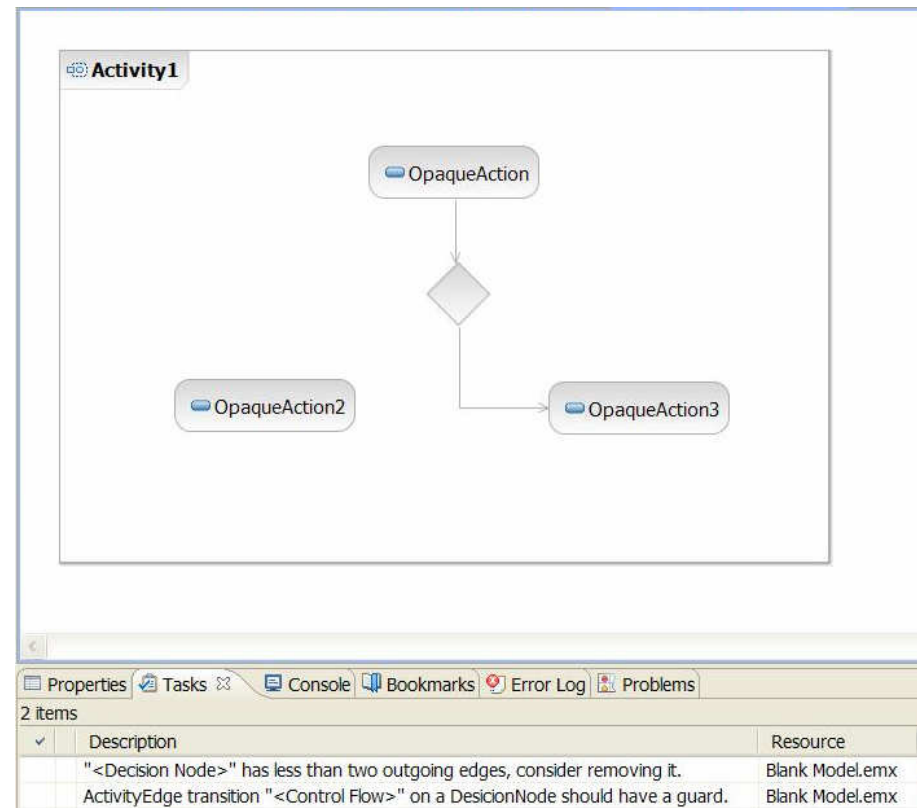 Activity1
OpaqueAction
OpaqueAction2
OpaqueAction3
Properties Tasks Console Bookmarks Error Log Problems
2 items
Description Resource
"<Decision Node>" has less than two outgoing edges, consider removing it. Blank Model.emx
ActivityEdge transition "<Control Flow>" on a DesicionNode should have a guard. Blank Model.emx